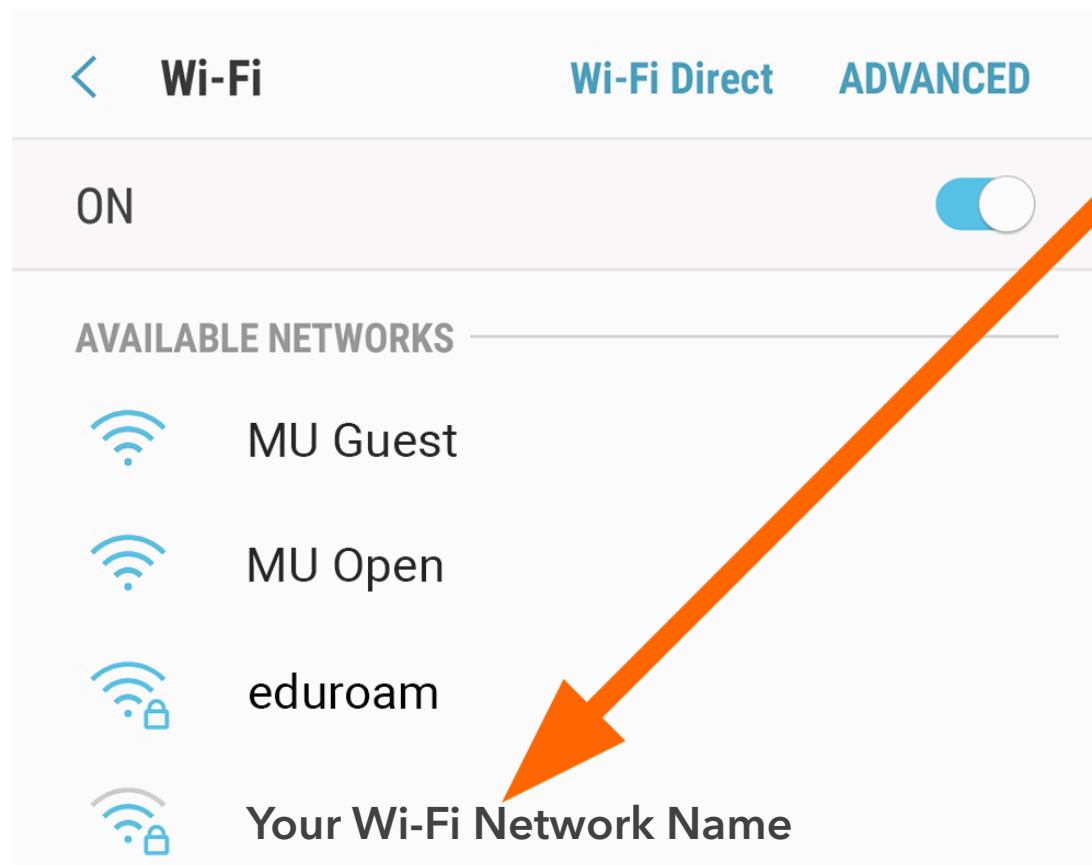 Wi-Fi Wi-Fi Direct ADVANCED
ON
AVAILABLE NETWORKS
MU Guest
MU Open
eduroam
Your Wi-Fi Network Name